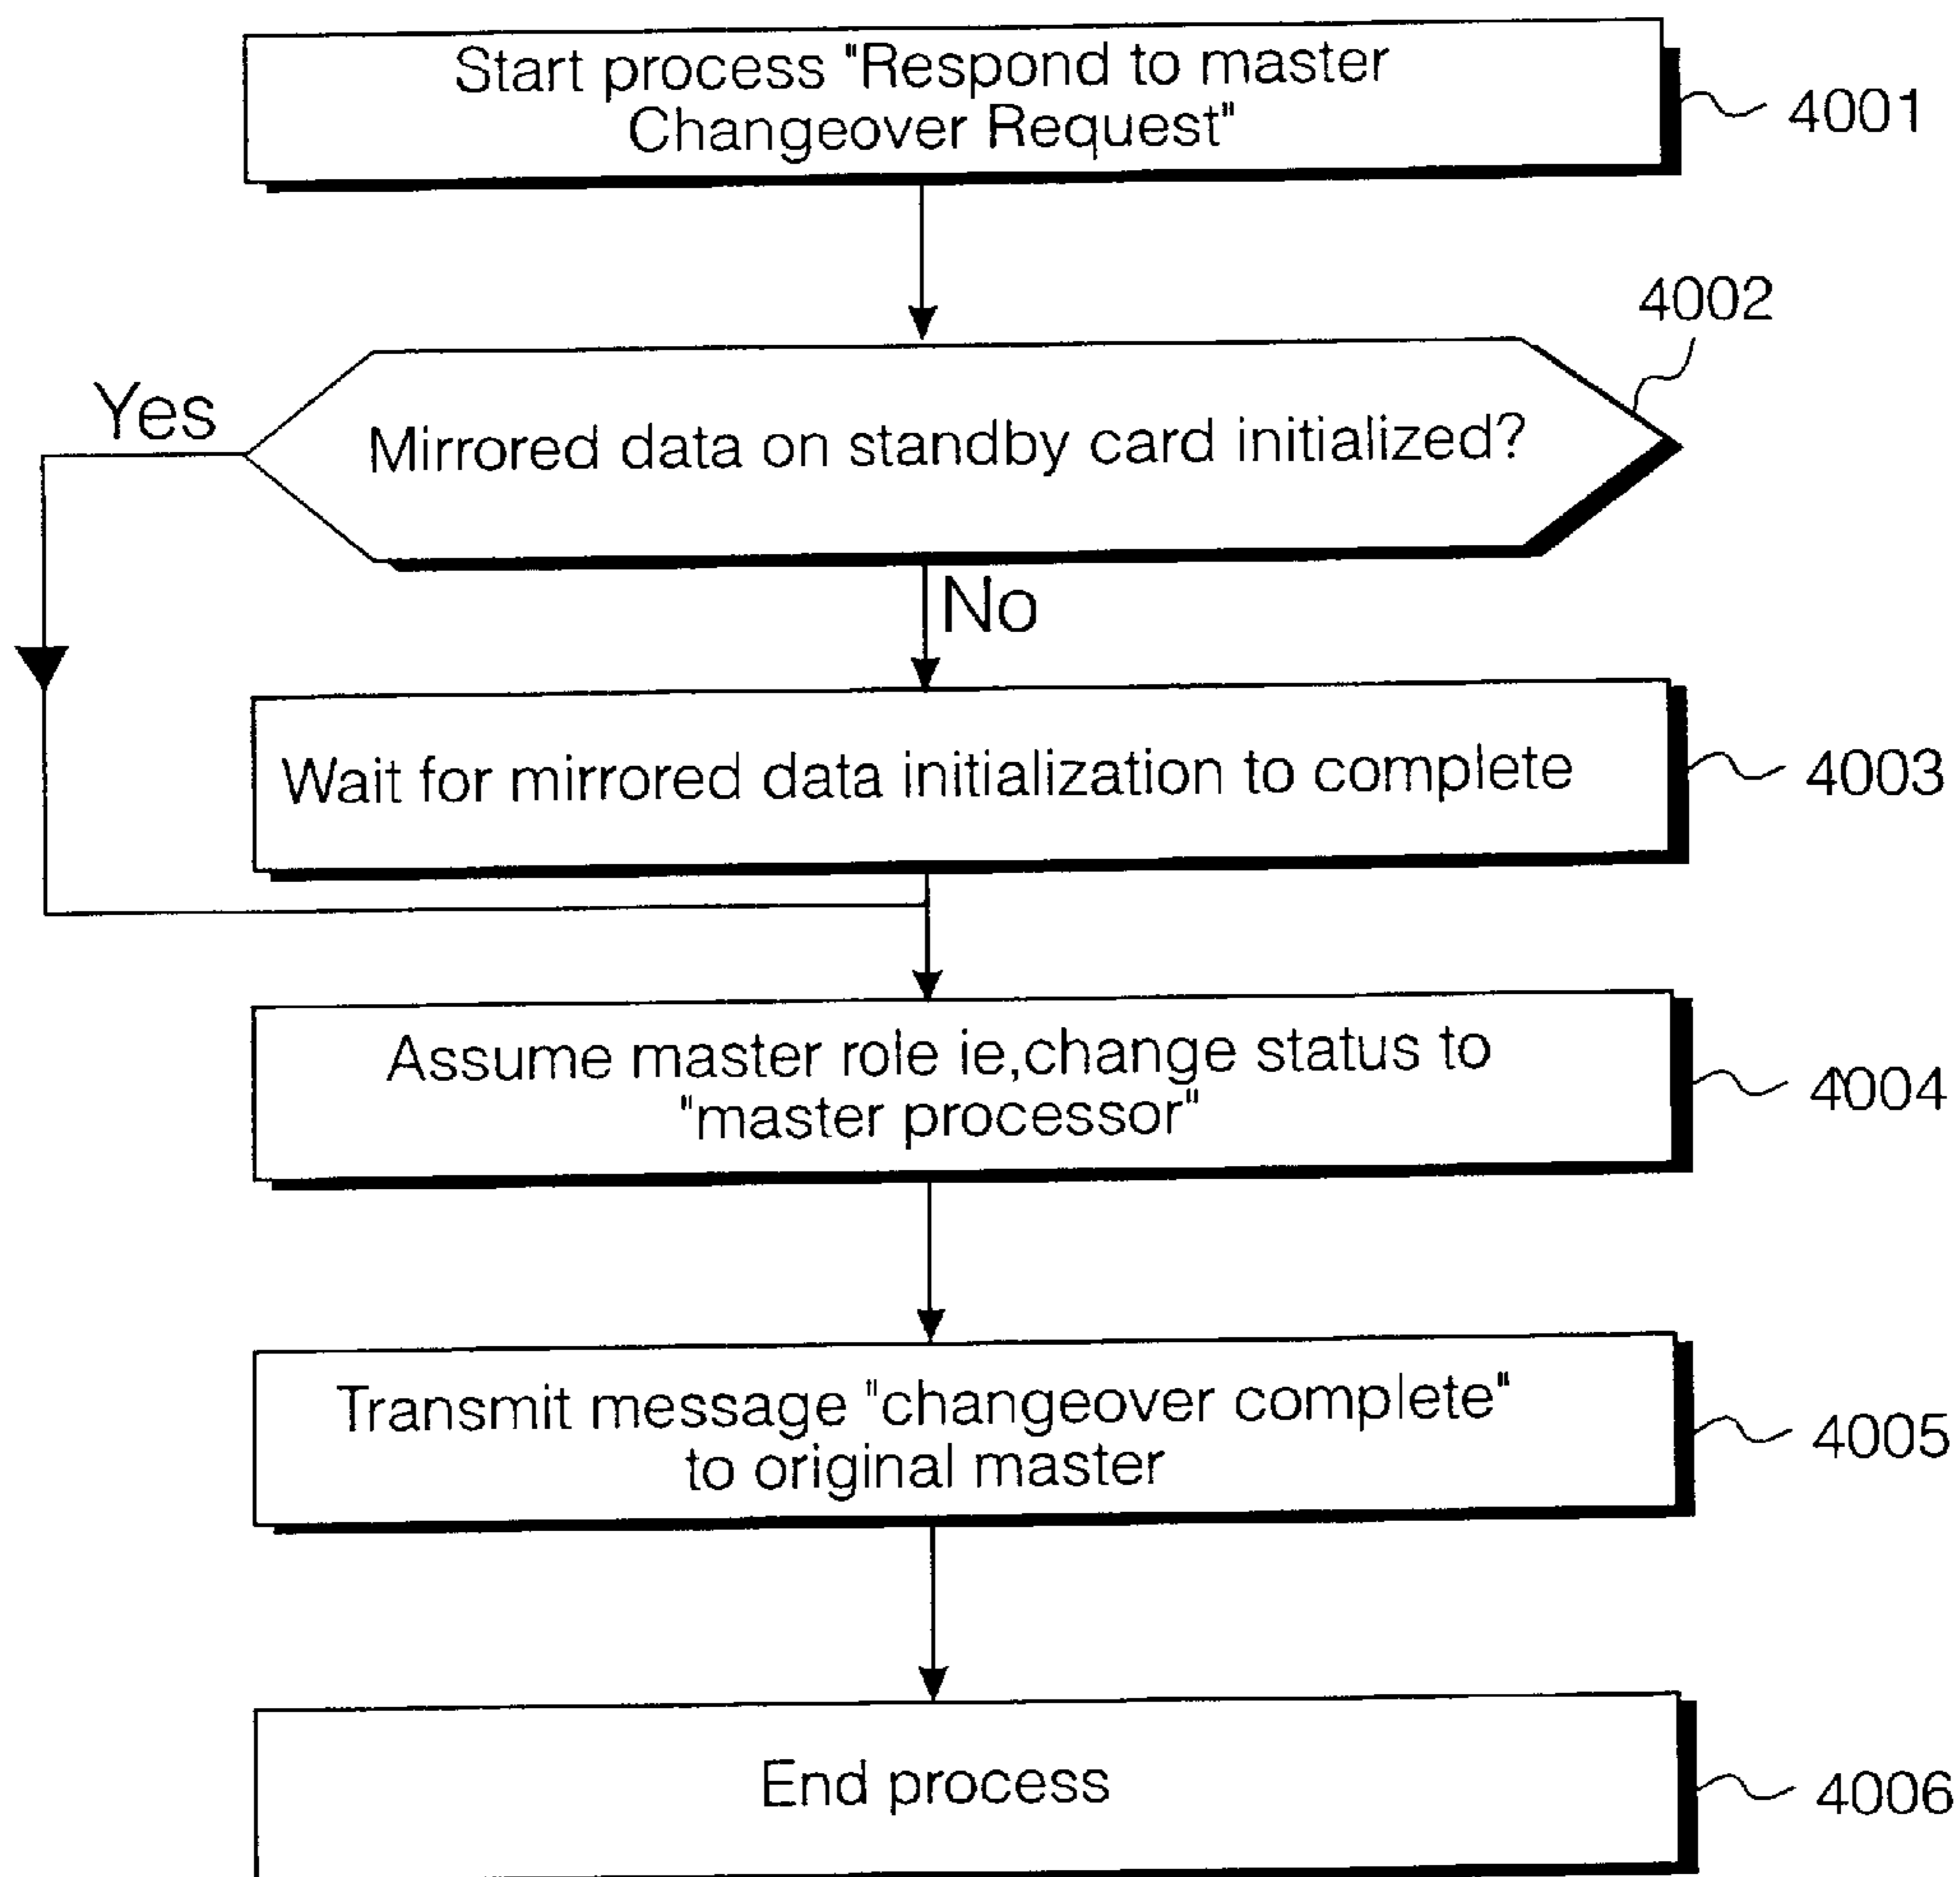 Start process "Respond to master
Changeover Request"
4001
4002
Yes
Mirrored data on standby card initialized?
No
Wait for mirrored data initialization to complete
4003
Assume master role ie,change status to
"master processor"
4004
Transmit message "changeover complete"
to original master
4005
End process
4006